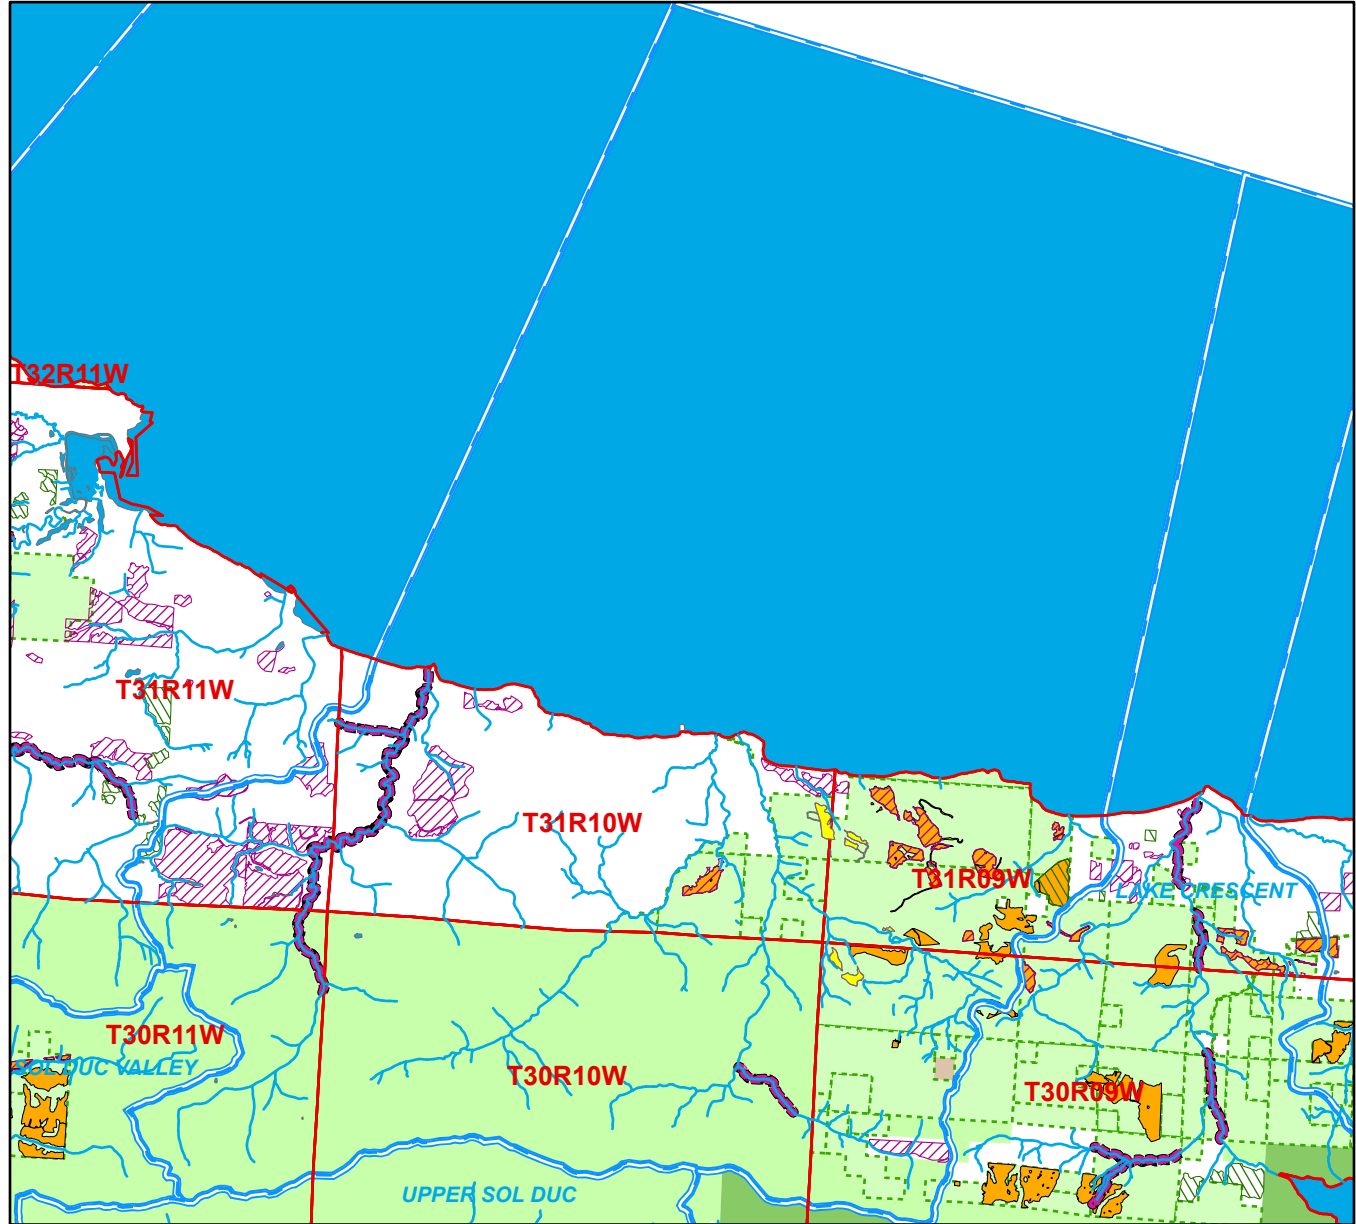 T32R11W
T31R11W
T31R10W
T31R09W
LAKE CRESCENT
T30R11W
SOL DUC VALLEY
T30R10W
T30R09W
UPPER SOL DUC